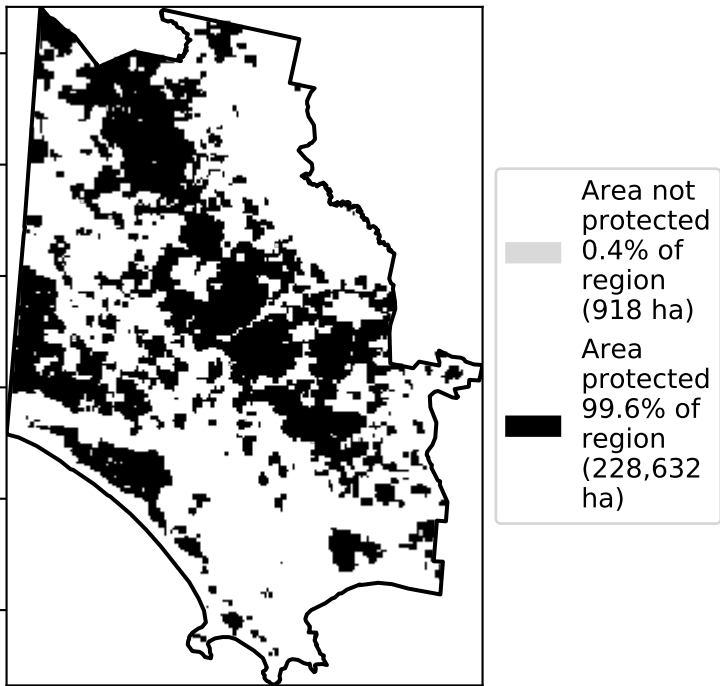 Area not
protected
0.4% of
region
(918 ha)
Area
protected
99.6% of
region
(228,632
ha)